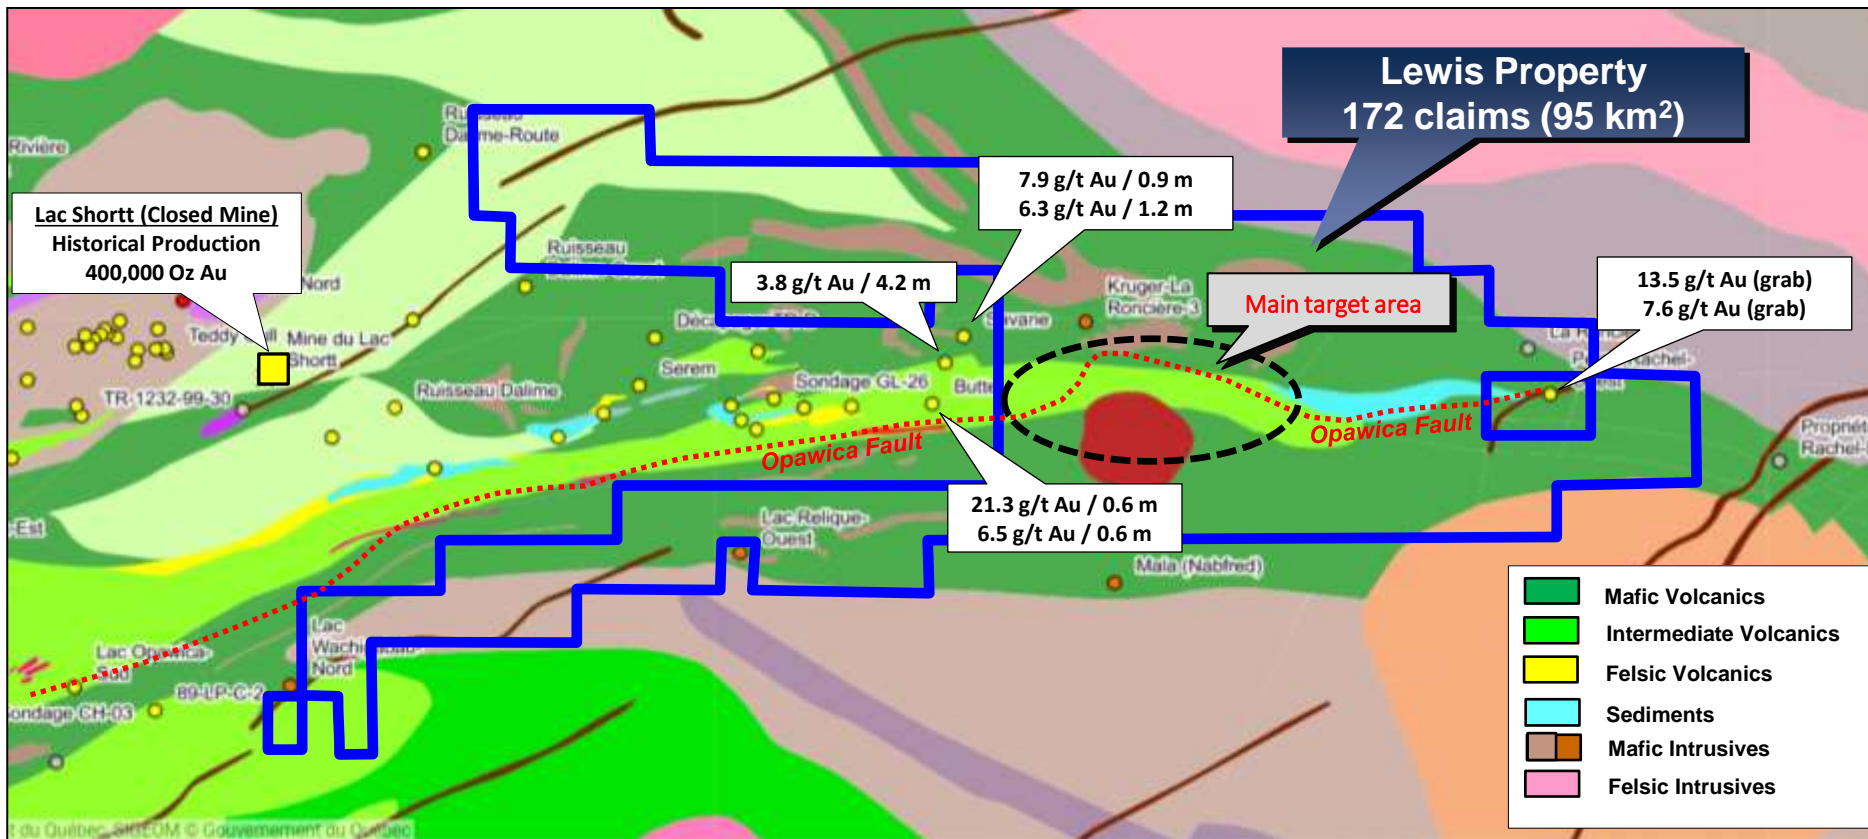 Lewis Property
172 claims (95 km²)
Ruisseau
Dalime-Route
Rivière
7.9 g/t Au / 0.9 m
6.3 g/t Au / 1.2 m
Lac Shortt (Closed Mine)
Historical Production
400,000 Oz Au
Nord
Ruisseau
3.8 g/t Au / 4.2 m
Kruger-La
Roncière-3
Main target area
13.5 g/t Au (grab)
7.6 g/t Au (grab)
Teddy
Mine du Lac
Shortt
Serem
Ruisseau Dalime
TR-1232-99-30
Sondage GL-26
Opawica Fault
Opawica Fault
Propriété
21.3 g/t Au / 0.6 m
6.5 g/t Au / 0.6 m
Lac Relique-
Ouest
-Est
Mala (Nabfred)
Lac
Nord
Lac Opawica-
Sud
89-LP-C-2
Sondage CH-03
Mafic Volcanics
Intermediate Volcanics
Felsic Volcanics
Sediments
Mafic Intrusives
Felsic Intrusives
t du Québec, SIGEOM © Gouvernement du Québec